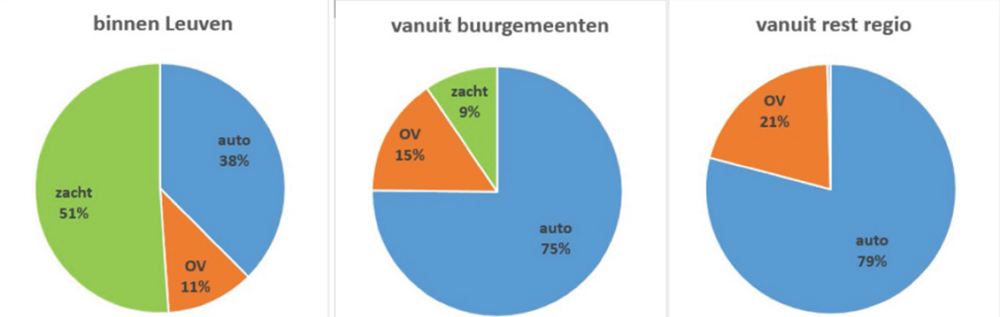 binnen Leuven
auto
38%
OV
11%
zacht
51%
vanuit buurgemeenten
auto
75%
OV
15%
zacht
9%
vanuit rest regio
auto
79%
OV
21%